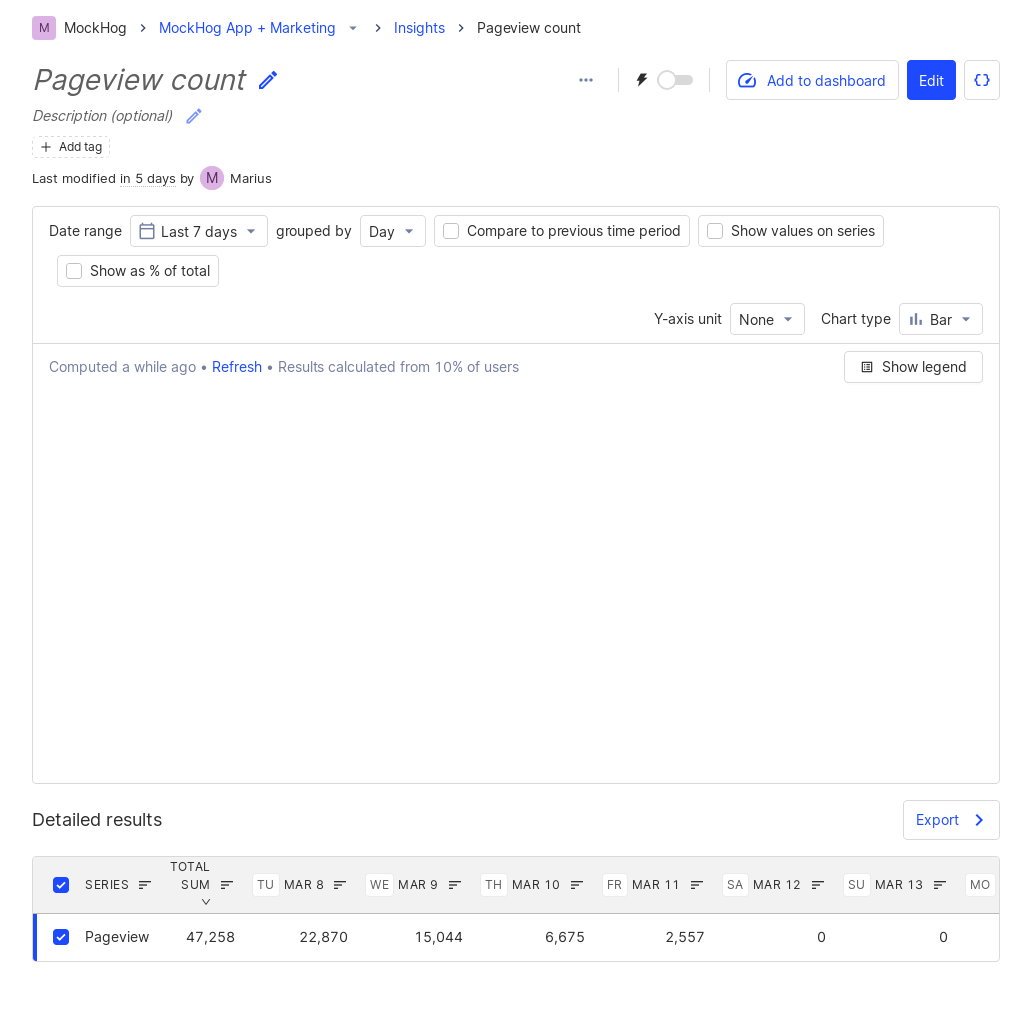 M MockHog MockHog App + Marketing Insights Pageview count
Pageview count Add to dashboard Edit
Description (optional)
Add tag
Last modified in 5 days by M Marius
Date range Last 7 days grouped by Day Compare to previous time period Show values on series
Show as % of total
Y-axis unit None Chart type Bar
Computed a while ago • Refresh • Results calculated from 10% of users Show legend
Detailed results Export
TOTAL
SERIES SUM TU MAR 8 WE MAR 9 TH MAR 10 FR MAR 11 SA MAR 12 SU MAR 13 MO
Pageview 47,258 22,870 15,044 6,675 2,557 0 0